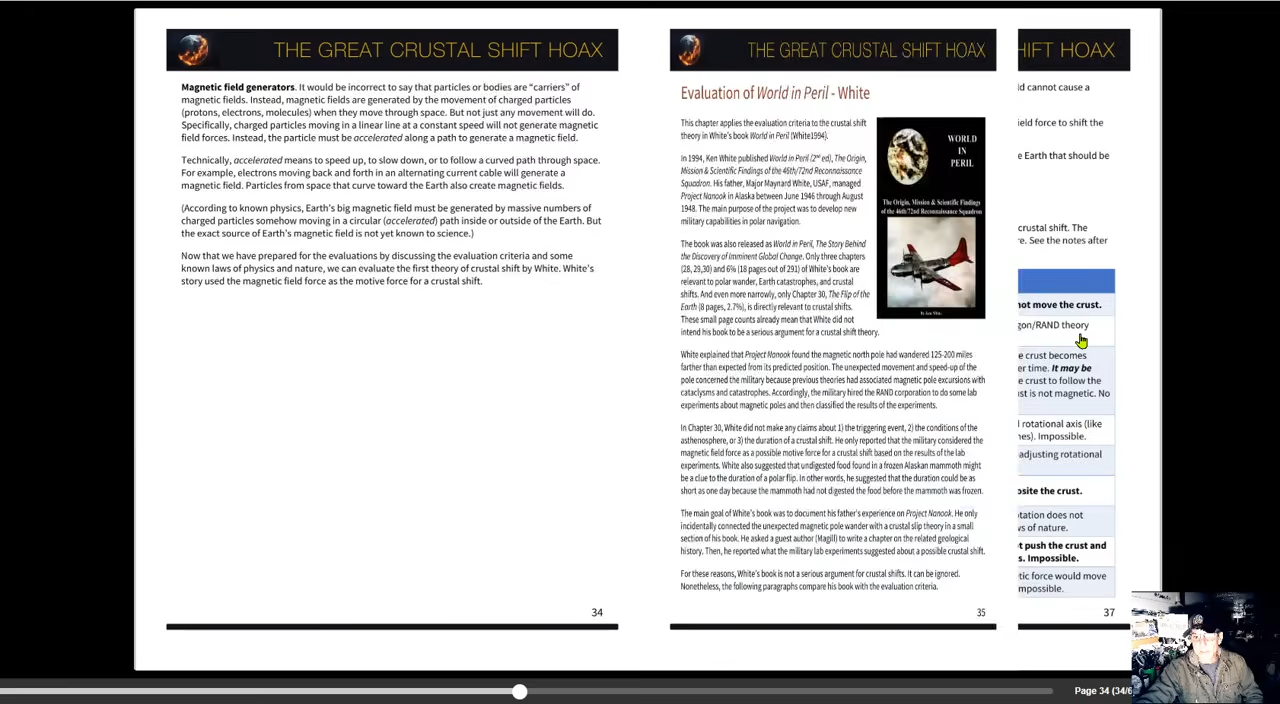 THE GREAT CRUSTAL SHIFT HOAX
Magnetic field generators. It would be incorrect to say that particles or bodies are “carriers” of
magnetic fields. Instead, magnetic fields are generated by the movement of charged particles
(protons, electrons, molecules) when they move through space. But not just any movement will do.
Specifically, charged particles moving in a linear line at a constant speed will not generate magnetic
field forces. Instead, the particle must be accelerated along a path to generate a magnetic field.
Technically, accelerated means to speed up, to slow down, or to follow a curved path through space.
For example, electrons moving back and forth in an alternating current cable will generate a
magnetic field. Particles from space that curve toward the Earth also create magnetic fields.
(According to known physics, Earth’s big magnetic field must be generated by massive numbers of
charged particles somehow moving in a circular (accelerated) path inside or outside of the Earth. But
the exact source of Earth’s magnetic field is not yet known to science.)
Now that we have prepared for the evaluations by discussing the evaluation criteria and some
known laws of physics and nature, we can evaluate the first theory of crustal shift by White. White’s
story used the magnetic field force as the motive force for a crustal shift.
34
THE GREAT CRUSTAL SHIFT HOAX
Evaluation of World in Peril - White
This chapter applies the evaluation criteria to the crustal shift
theory in White’s book World in Peril (White1994).
In 1994, Ken White published World in Peril (2nd ed), The Origin,
Mission & Scientific Findings of the 46th/72nd Reconnaissance
Squadron. His father, Major Maynard White, USAF, managed
Project Nanook in Alaska between June 1946 through August
1948. The main purpose of the project was to develop new
military capabilities in polar navigation.
The book was also released as World in Peril, The Story Behind
the Discovery of Imminent Global Change. Only three chapters
(28, 29,30) and 6% (18 pages out of 291) of White’s book are
relevant to polar wander, Earth catastrophes, and crustal
shifts. And even more narrowly, only Chapter 30, The Flip of the
Earth (8 pages, 2.7%), is directly relevant to crustal shifts.
These small page counts already mean that White did not
intend his book to be a serious argument for a crustal shift theory.
WORLD
IN
PERIL
The Origin, Mission & Scientific Findings
of the 46th/72nd Reconnaissance Squadron
White explained that Project Nanook found the magnetic north pole had wandered 125-200 miles
farther than expected from its predicted position. The unexpected movement and speed-up of the
pole concerned the military because previous theories had associated magnetic pole excursions with
cataclysms and catastrophes. Accordingly, the military hired the RAND corporation to do some lab
experiments about magnetic poles and then classified the results of the experiments.
In Chapter 30, White did not make any claims about 1) the triggering event, 2) the conditions of the
asthenosphere, or 3) the duration of a crustal shift. He only reported that the military considered the
magnetic field force as a possible motive force for a crustal shift based on the results of the lab
experiments. White also suggested that undigested food found in a frozen Alaskan mammoth might
be a clue to the duration of a polar flip. In other words, he suggested that the duration could be as
short as one day because the mammoth had not digested the food before the mammoth was frozen.
The main goal of White’s book was to document his father’s experience on Project Nanook. He only
incidentally connected the unexpected magnetic pole wander with a crustal slip theory in a small
section of his book. He asked a guest author (Magill) to write a chapter on the related geological
history. Then, he reported what the military lab experiments suggested about a possible crustal shift.
For these reasons, White’s book is not a serious argument for crustal shifts. It can be ignored.
Nonetheless, the following paragraphs compare his book with the evaluation criteria.
35
HIFT HOAX
ld cannot cause a
ield force to shift the
e Earth that should be
crustal shift. The
re. See the notes after
not move the crust.
gon/RAND theory
e crust becomes
er time. It may be
e crust to follow the
st is not magnetic. No
l rotational axis (like
nes). Impossible.
adjusting rotational
osite the crust.
otation does not
ws of nature.
t push the crust and
s. Impossible.
etic force would move
mpossible.
37
Page 34 (34/6